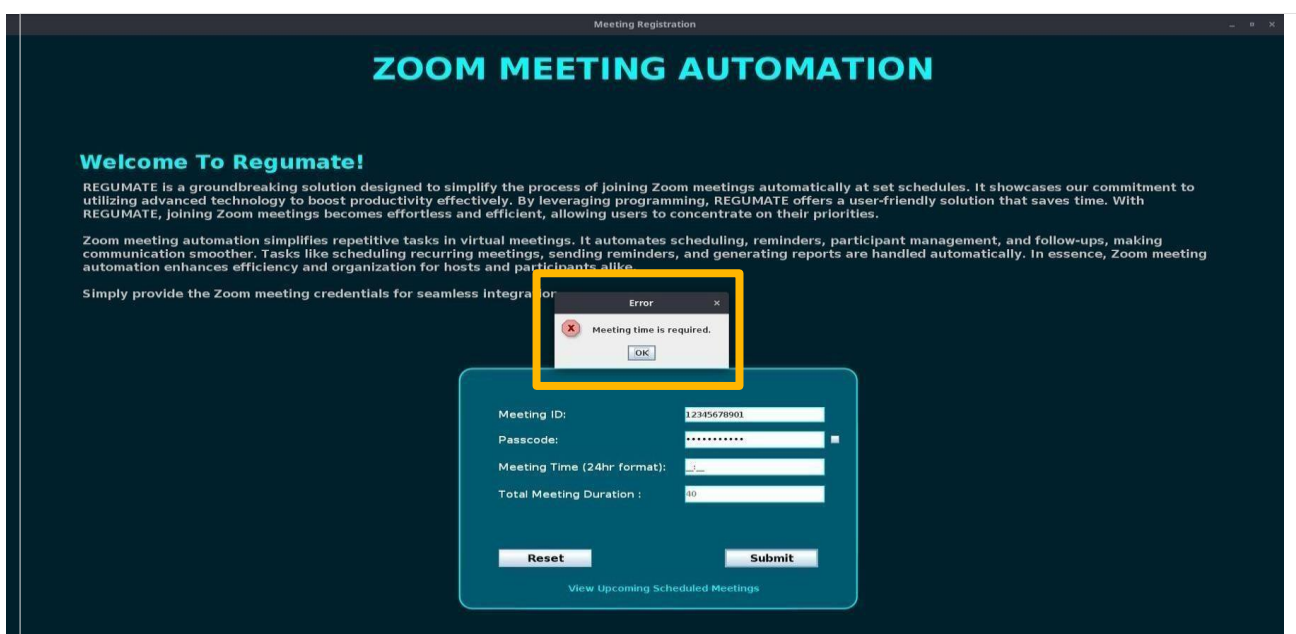 Meeting Registration
ZOOM MEETING AUTOMATION
Welcome To Regumate!
REGUMATE is a groundbreaking solution designed to simplify the process of joining Zoom meetings automatically at set schedules. It showcases our commitment to
utilizing advanced technology to boost productivity effectively. By leveraging programming, REGUMATE offers a user-friendly solution that saves time. With
REGUMATE, joining Zoom meetings becomes effortless and efficient, allowing users to concentrate on their priorities.
Zoom meeting automation simplifies repetitive tasks in virtual meetings. It automates scheduling, reminders, participant management, and follow-ups, making
communication smoother. Tasks like scheduling recurring meetings, sending reminders, and generating reports are handled automatically. In essence, Zoom meeting
automation enhances efficiency and organization for hosts and participants alike.
Simply provide the Zoom meeting credentials for seamless integration
Error
Meeting time is required.
OK
Meeting ID: 12345678901
Passcode: •••••••••••
Meeting Time (24hr format): __:__
Total Meeting Duration : 40
Reset Submit
View Upcoming Scheduled Meetings